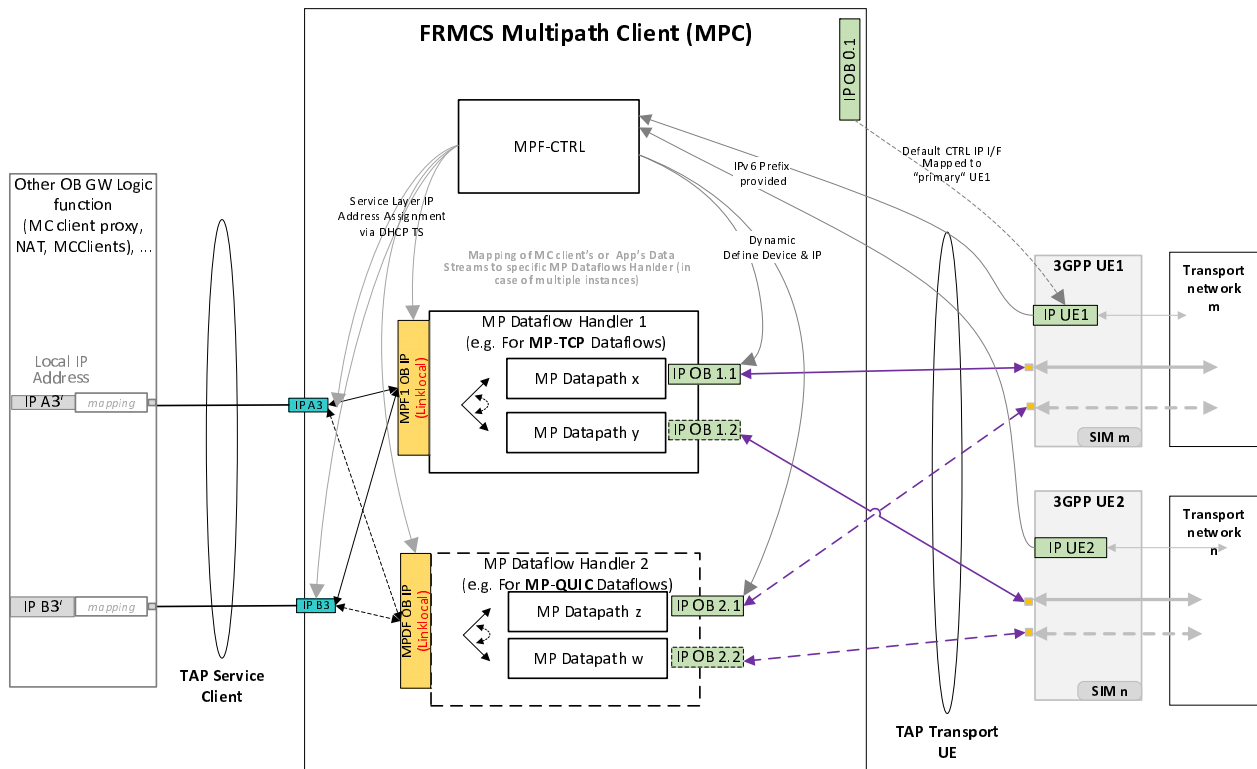 FRMCS Multipath Client (MPC)
IP OB 0.1
MPF-CTRL
Default CTRL IP I/F
Mapped to
“primary“ UE1
IPv6 Prefix
provided
Other OB GW Logic
function
(MC client proxy,
NAT, MCClients), ...
Service Layer IP
Address Assignment
via DHCP TS
Dynamic
Define Device & IP
Mapping of MC client’s or App’s Data
Streams to specific MP Dataflows Hanlder (in
case of multiple instances)
3GPP UE1
Transport
network
m
IP UE1
MP Dataflow Handler 1
(e.g. For MP-TCP Dataflows)
MPF1 OB IP
(Linklocal)
Local IP
Address
IP A3‘
mapping
IP A3
MP Datapath x
IP OB 1.1
MP Datapath y
IP OB 1.2
SIM m
3GPP UE2
Transport
network
n
IP UE2
MP Dataflow Handler 2
(e.g. For MP-QUIC Dataflows)
MPDF OB IP
(Linklocal)
IP B3‘
mapping
IP B3
MP Datapath z
IP OB 2.1
MP Datapath w
IP OB 2.2
SIM n
TAP Service
Client
TAP Transport
UE